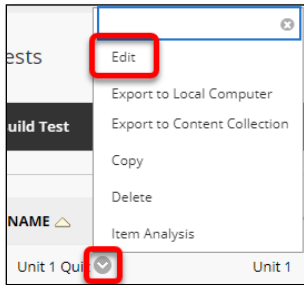 ests
Edit
Export to Local Computer
uild Test
Export to Content Collection
Copy
Delete
NAME
Item Analysis
Unit 1 Qui
Unit 1